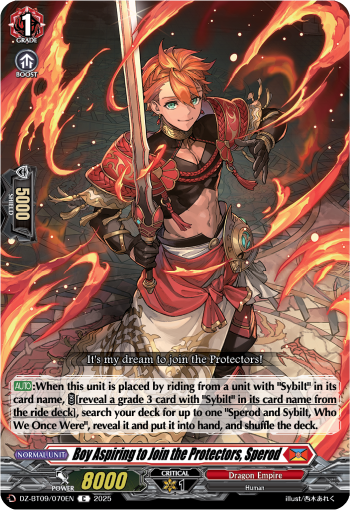 1
GRADE
BOOST
5000
SHIELD
It's my dream to join the Protectors!
AUTO:When this unit is placed by riding from a unit with "Sybilt" in its
card name, [reveal a grade 3 card with "Sybilt" in its card name from
the ride deck], search your deck for up to one "Sperod and Sybilt, Who
We Once Were", reveal it and put it into hand, and shuffle the deck.
NORMAL UNIT Boy Aspiring to Join the Protectors, Sperod
POWER 8000 CRITICAL 1 Dragon Empire
Human
DZ-BT09/070EN C 2025 illust/西木あれく